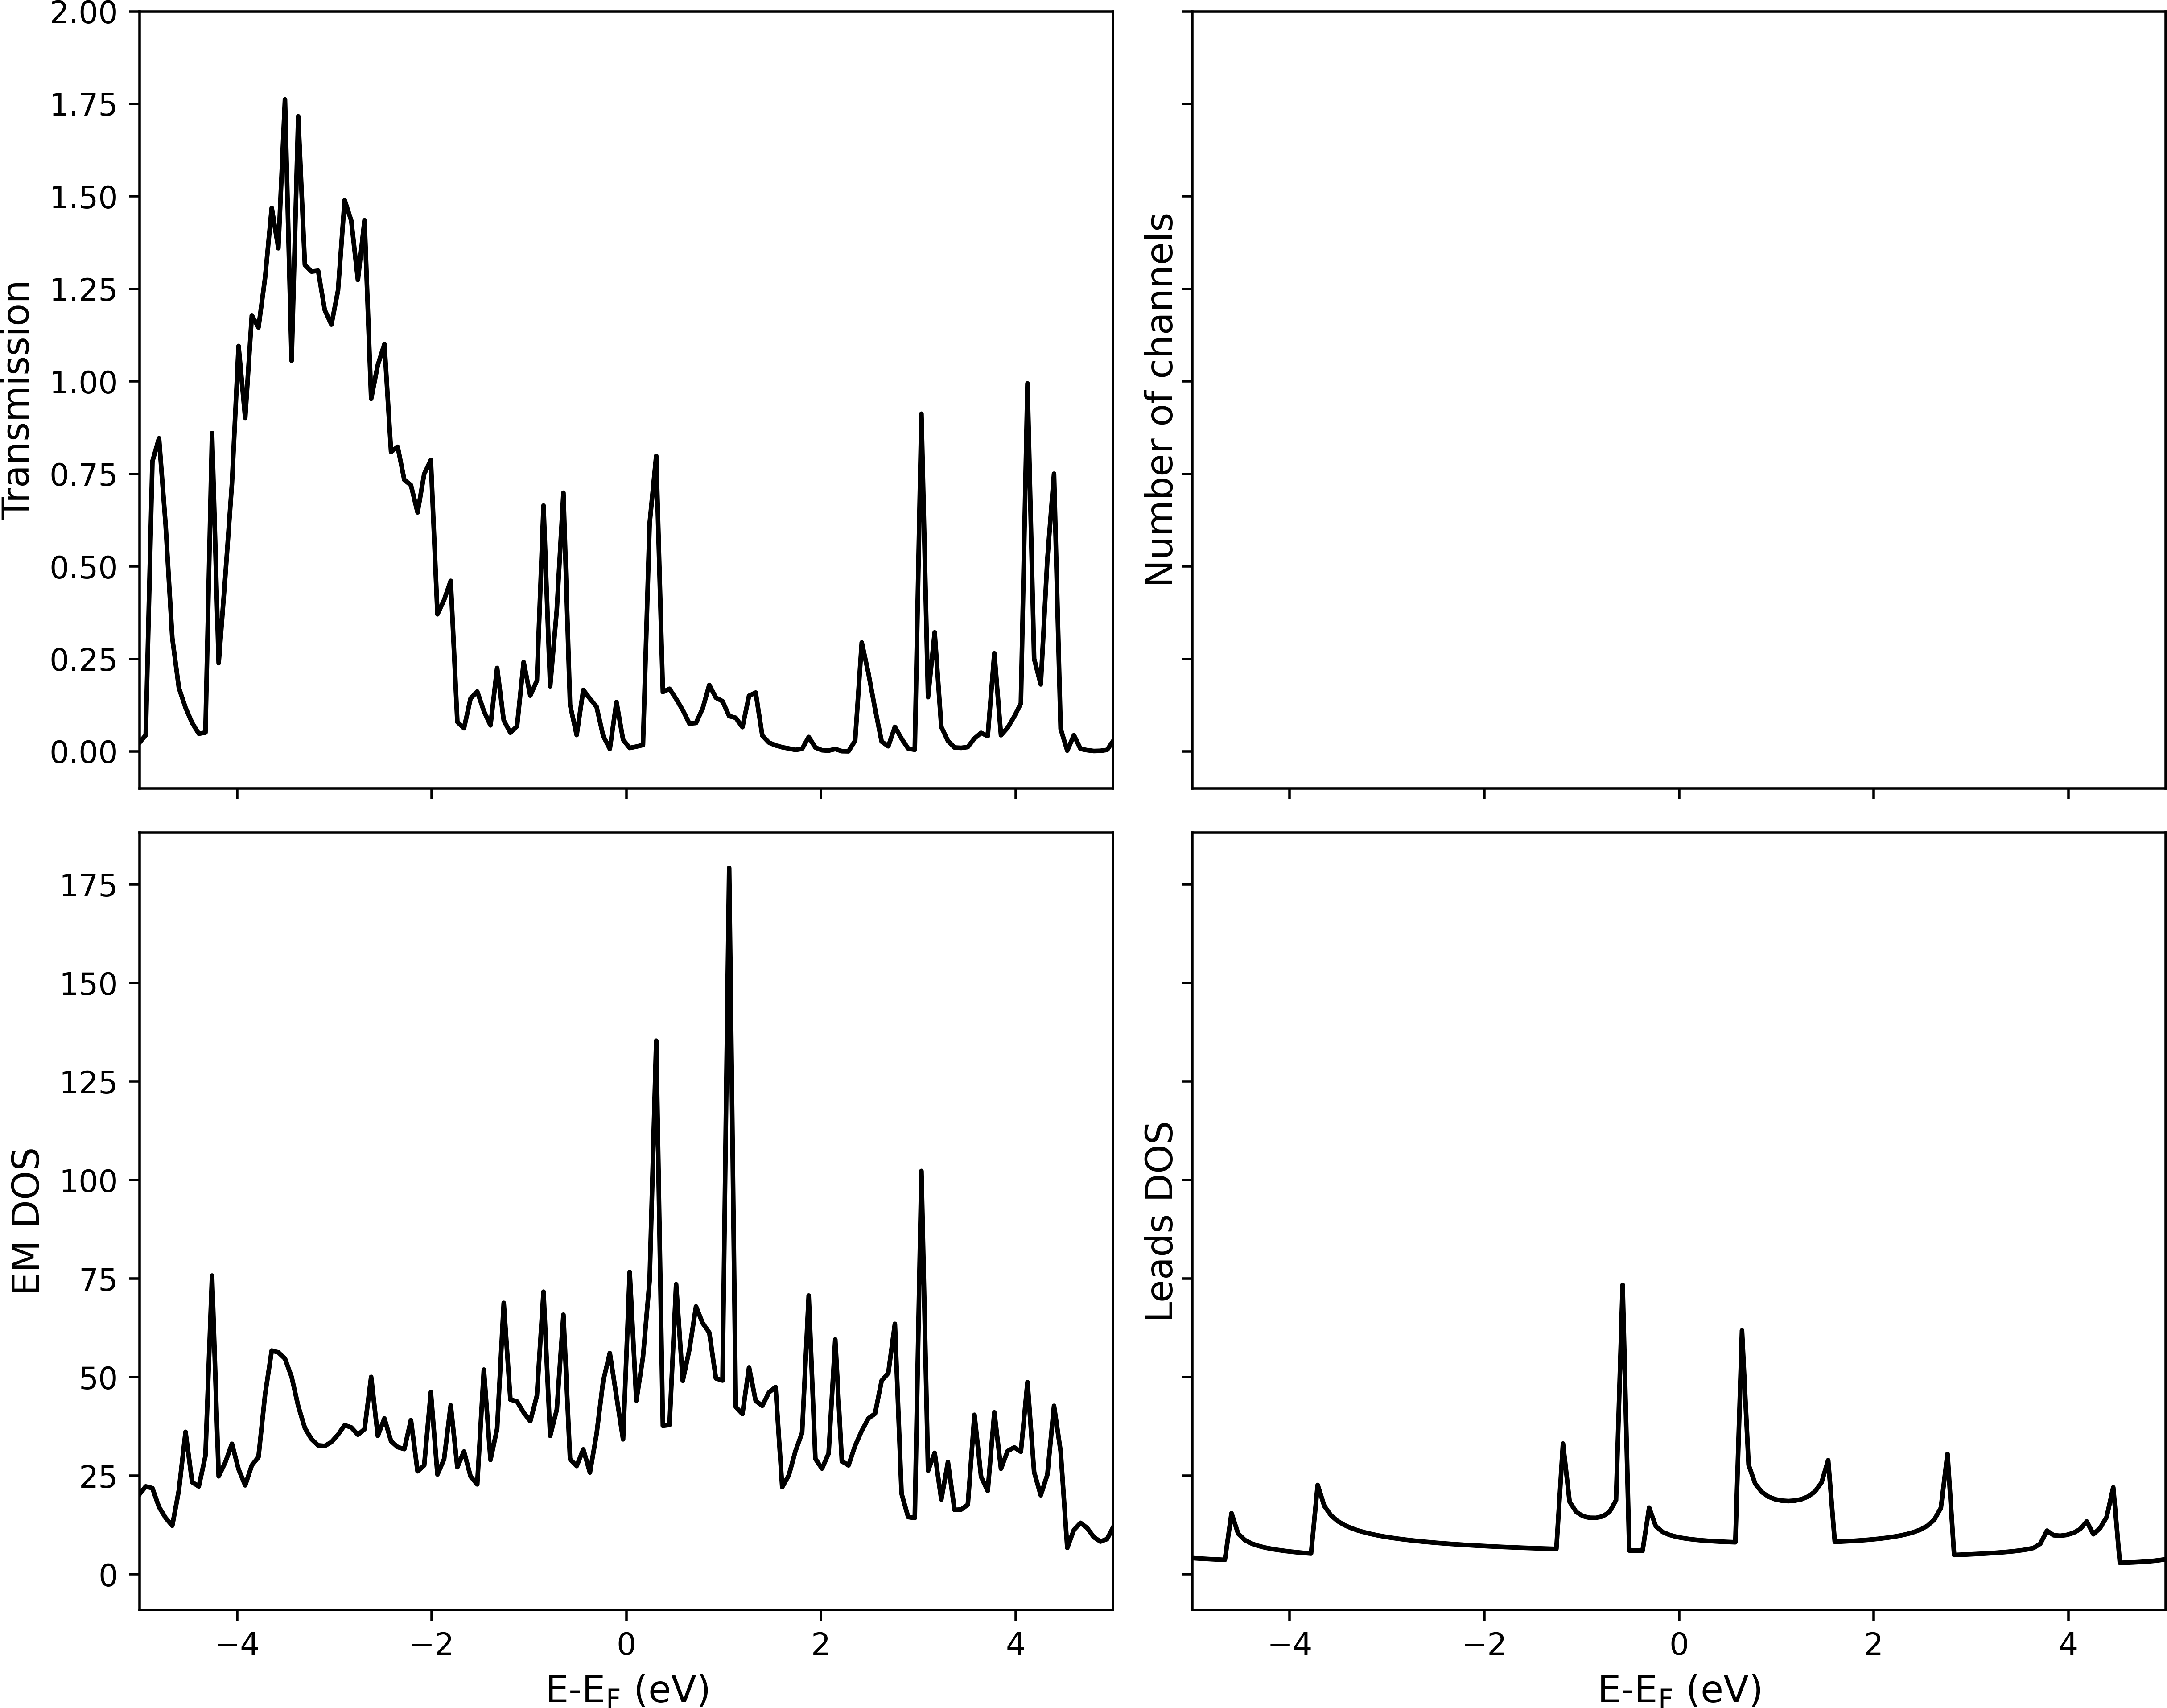 2.00
1.75
1.50
1.25
1.00
0.75
0.50
0.25
0.00
Transmission
Number of channels
175
150
125
100
75
50
25
0
EM DOS
−4 −2 0 2 4
E-E_F (eV)
Leads DOS
−4 −2 0 2 4
E-E_F (eV)